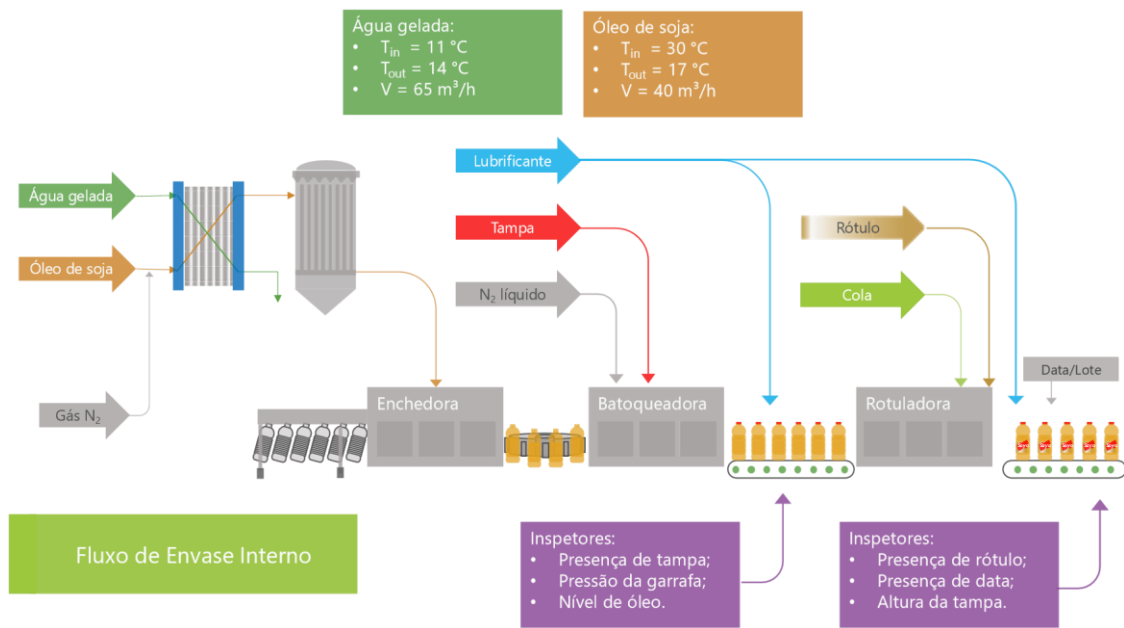 Água gelada:
• Tin = 11 °C
• Tout = 14 °C
• V = 65 m³/h
Óleo de soja:
• Tin = 30 °C
• Tout = 17 °C
• V = 40 m³/h
Lubrificante
Água gelada
Tampa
Rótulo
Óleo de soja
N₂ líquido
Cola
Gás N₂
Data/Lote
Enchedora
Batoqueadora
Rotuladora
Fluxo de Envase Interno
Inspetores:
• Presença de tampa;
• Pressão da garrafa;
• Nível de óleo.
Inspetores:
• Presença de rótulo;
• Presença de data;
• Altura da tampa.